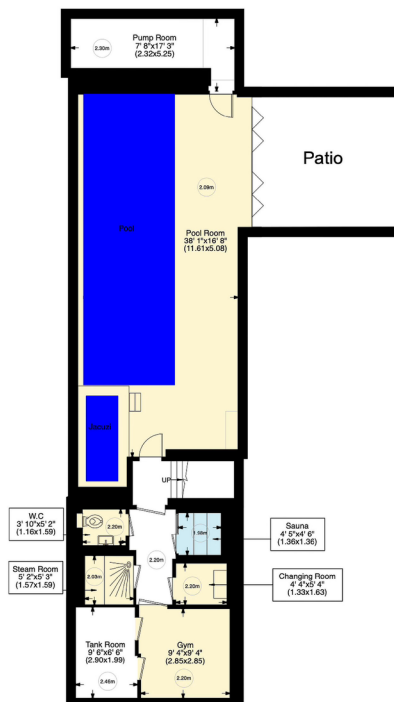 Pump Room
7' 8"x17' 3"
(2.32x5.25)
2.30m
Patio
2.09m
Pool
Pool Room
38' 1"x16' 8"
(11.61x5.08)
UP
W.C
3' 10"x5' 2"
(1.16x1.59)
2.20m
1.98m
Sauna
4' 5"x4' 6"
(1.36x1.36)
2.20m
Steam Room
5' 2"x5' 3"
(1.57x1.59)
2.03m
2.20m
Changing Room
4' 4"x5' 4"
(1.33x1.63)
Tank Room
9' 6"x6' 6"
(2.90x1.99)
2.46m
Gym
9' 4"x9' 4"
(2.85x2.85)
2.20m